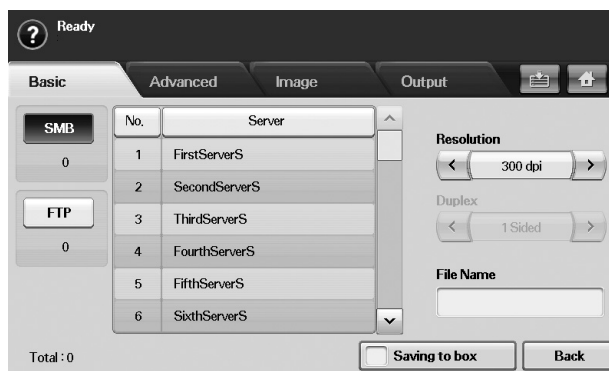 ?
Ready
Basic
Advanced
Image
Output
SMB
0
FTP
0
No. Server
1 FirstServerS
2 SecondServerS
3 ThirdServerS
4 FourthServerS
5 FifthServerS
6 SixthServerS
Resolution
< 300 dpi >
Duplex
< 1 Sided >
File Name
Total : 0
Saving to box
Back